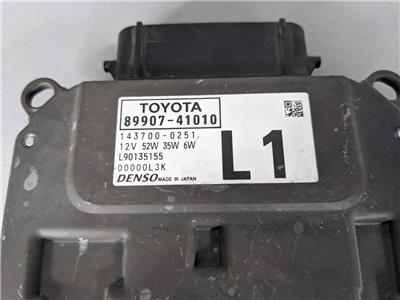 TOYOTA
89907-41010
143700-0251
12V 52W 35W 6W
L90135155
00000L3K
DENSO MADE IN JAPAN
L1